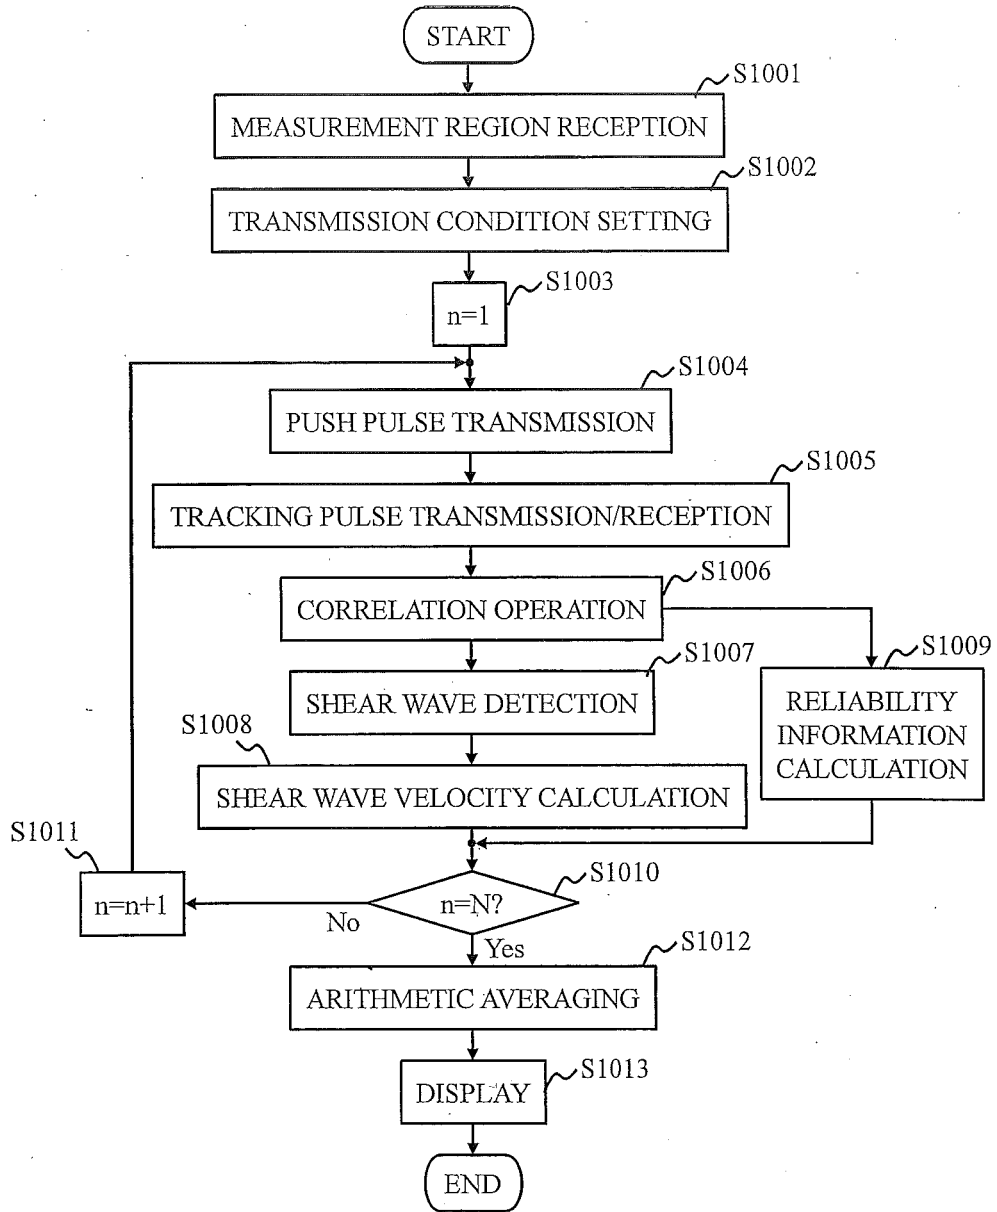 START
S1001
MEASUREMENT REGION RECEPTION
S1002
TRANSMISSION CONDITION SETTING
S1003
n=1
S1004
PUSH PULSE TRANSMISSION
S1005
TRACKING PULSE TRANSMISSION/RECEPTION
S1006
CORRELATION OPERATION
S1007
SHEAR WAVE DETECTION
S1009
RELIABILITY
INFORMATION
CALCULATION
S1008
SHEAR WAVE VELOCITY CALCULATION
S1010
n=N?
S1011
n=n+1
No
Yes
S1012
ARITHMETIC AVERAGING
S1013
DISPLAY
END